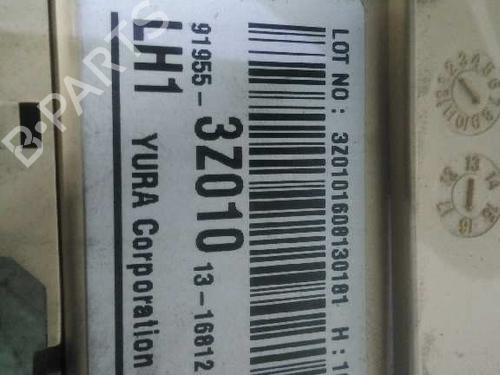 LOT NO : 3Z0101608130181 H : 1
91955-3Z010 13-16812
LH1 YURA Corporation
B-PARTS